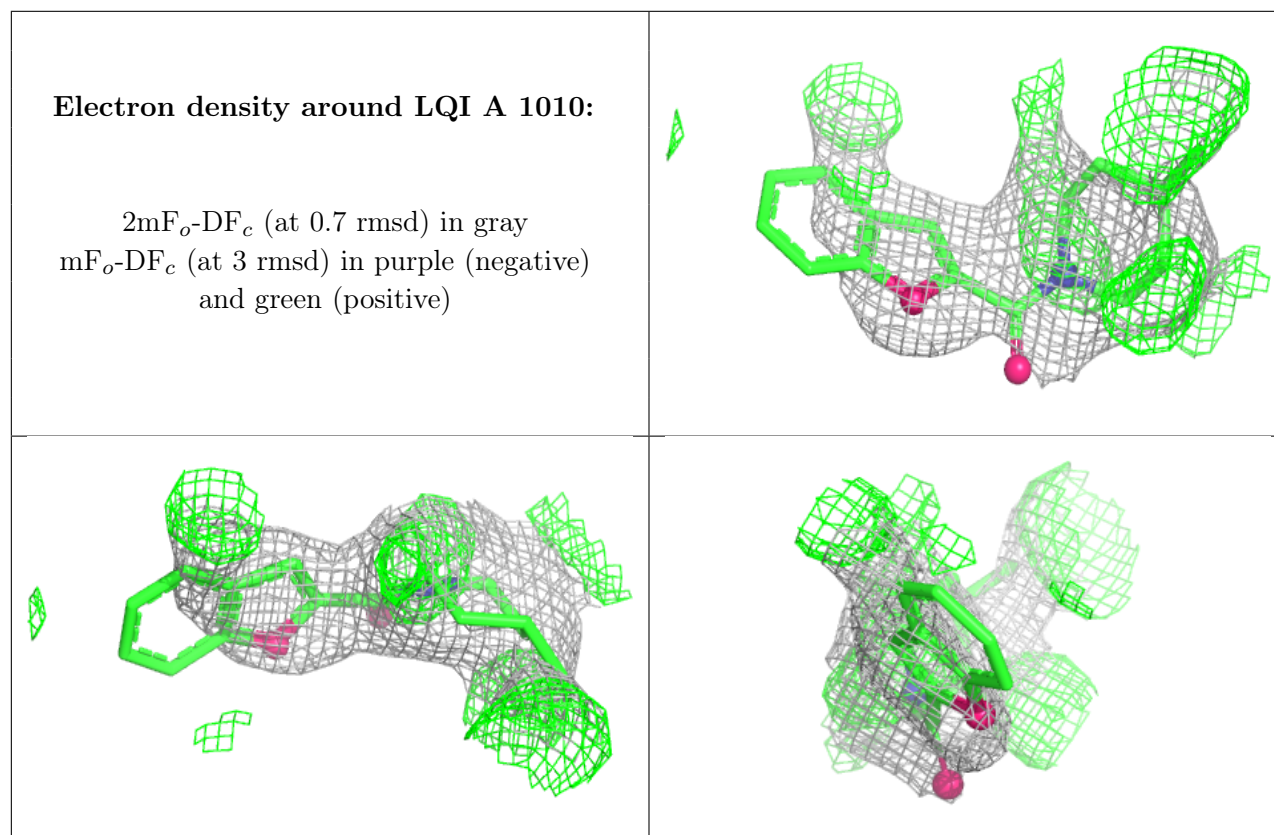 Electron density around LQI A 1010:
2mFo-DFc (at 0.7 rmsd) in gray
mFo-DFc (at 3 rmsd) in purple (negative)
and green (positive)